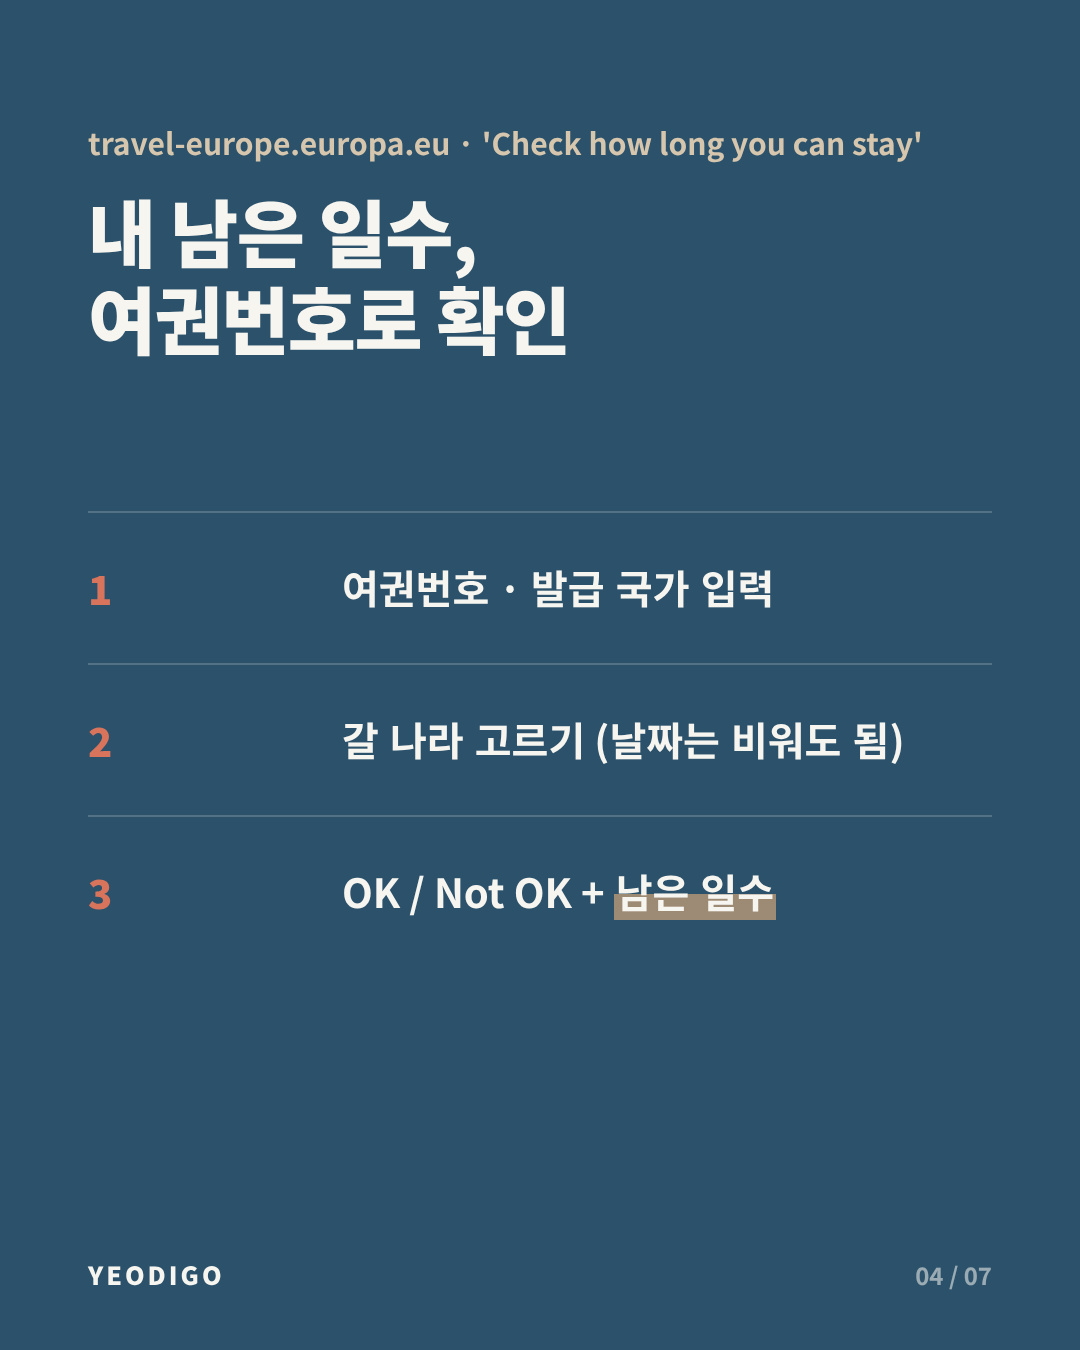 travel-europe.europa.eu · 'Check how long you can stay'
내 남은 일수,
여권번호로 확인
1 여권번호 · 발급 국가 입력
2 갈 나라 고르기 (날짜는 비워도 됨)
3 OK / Not OK + 남은 일수
YEODIGO
04 / 07